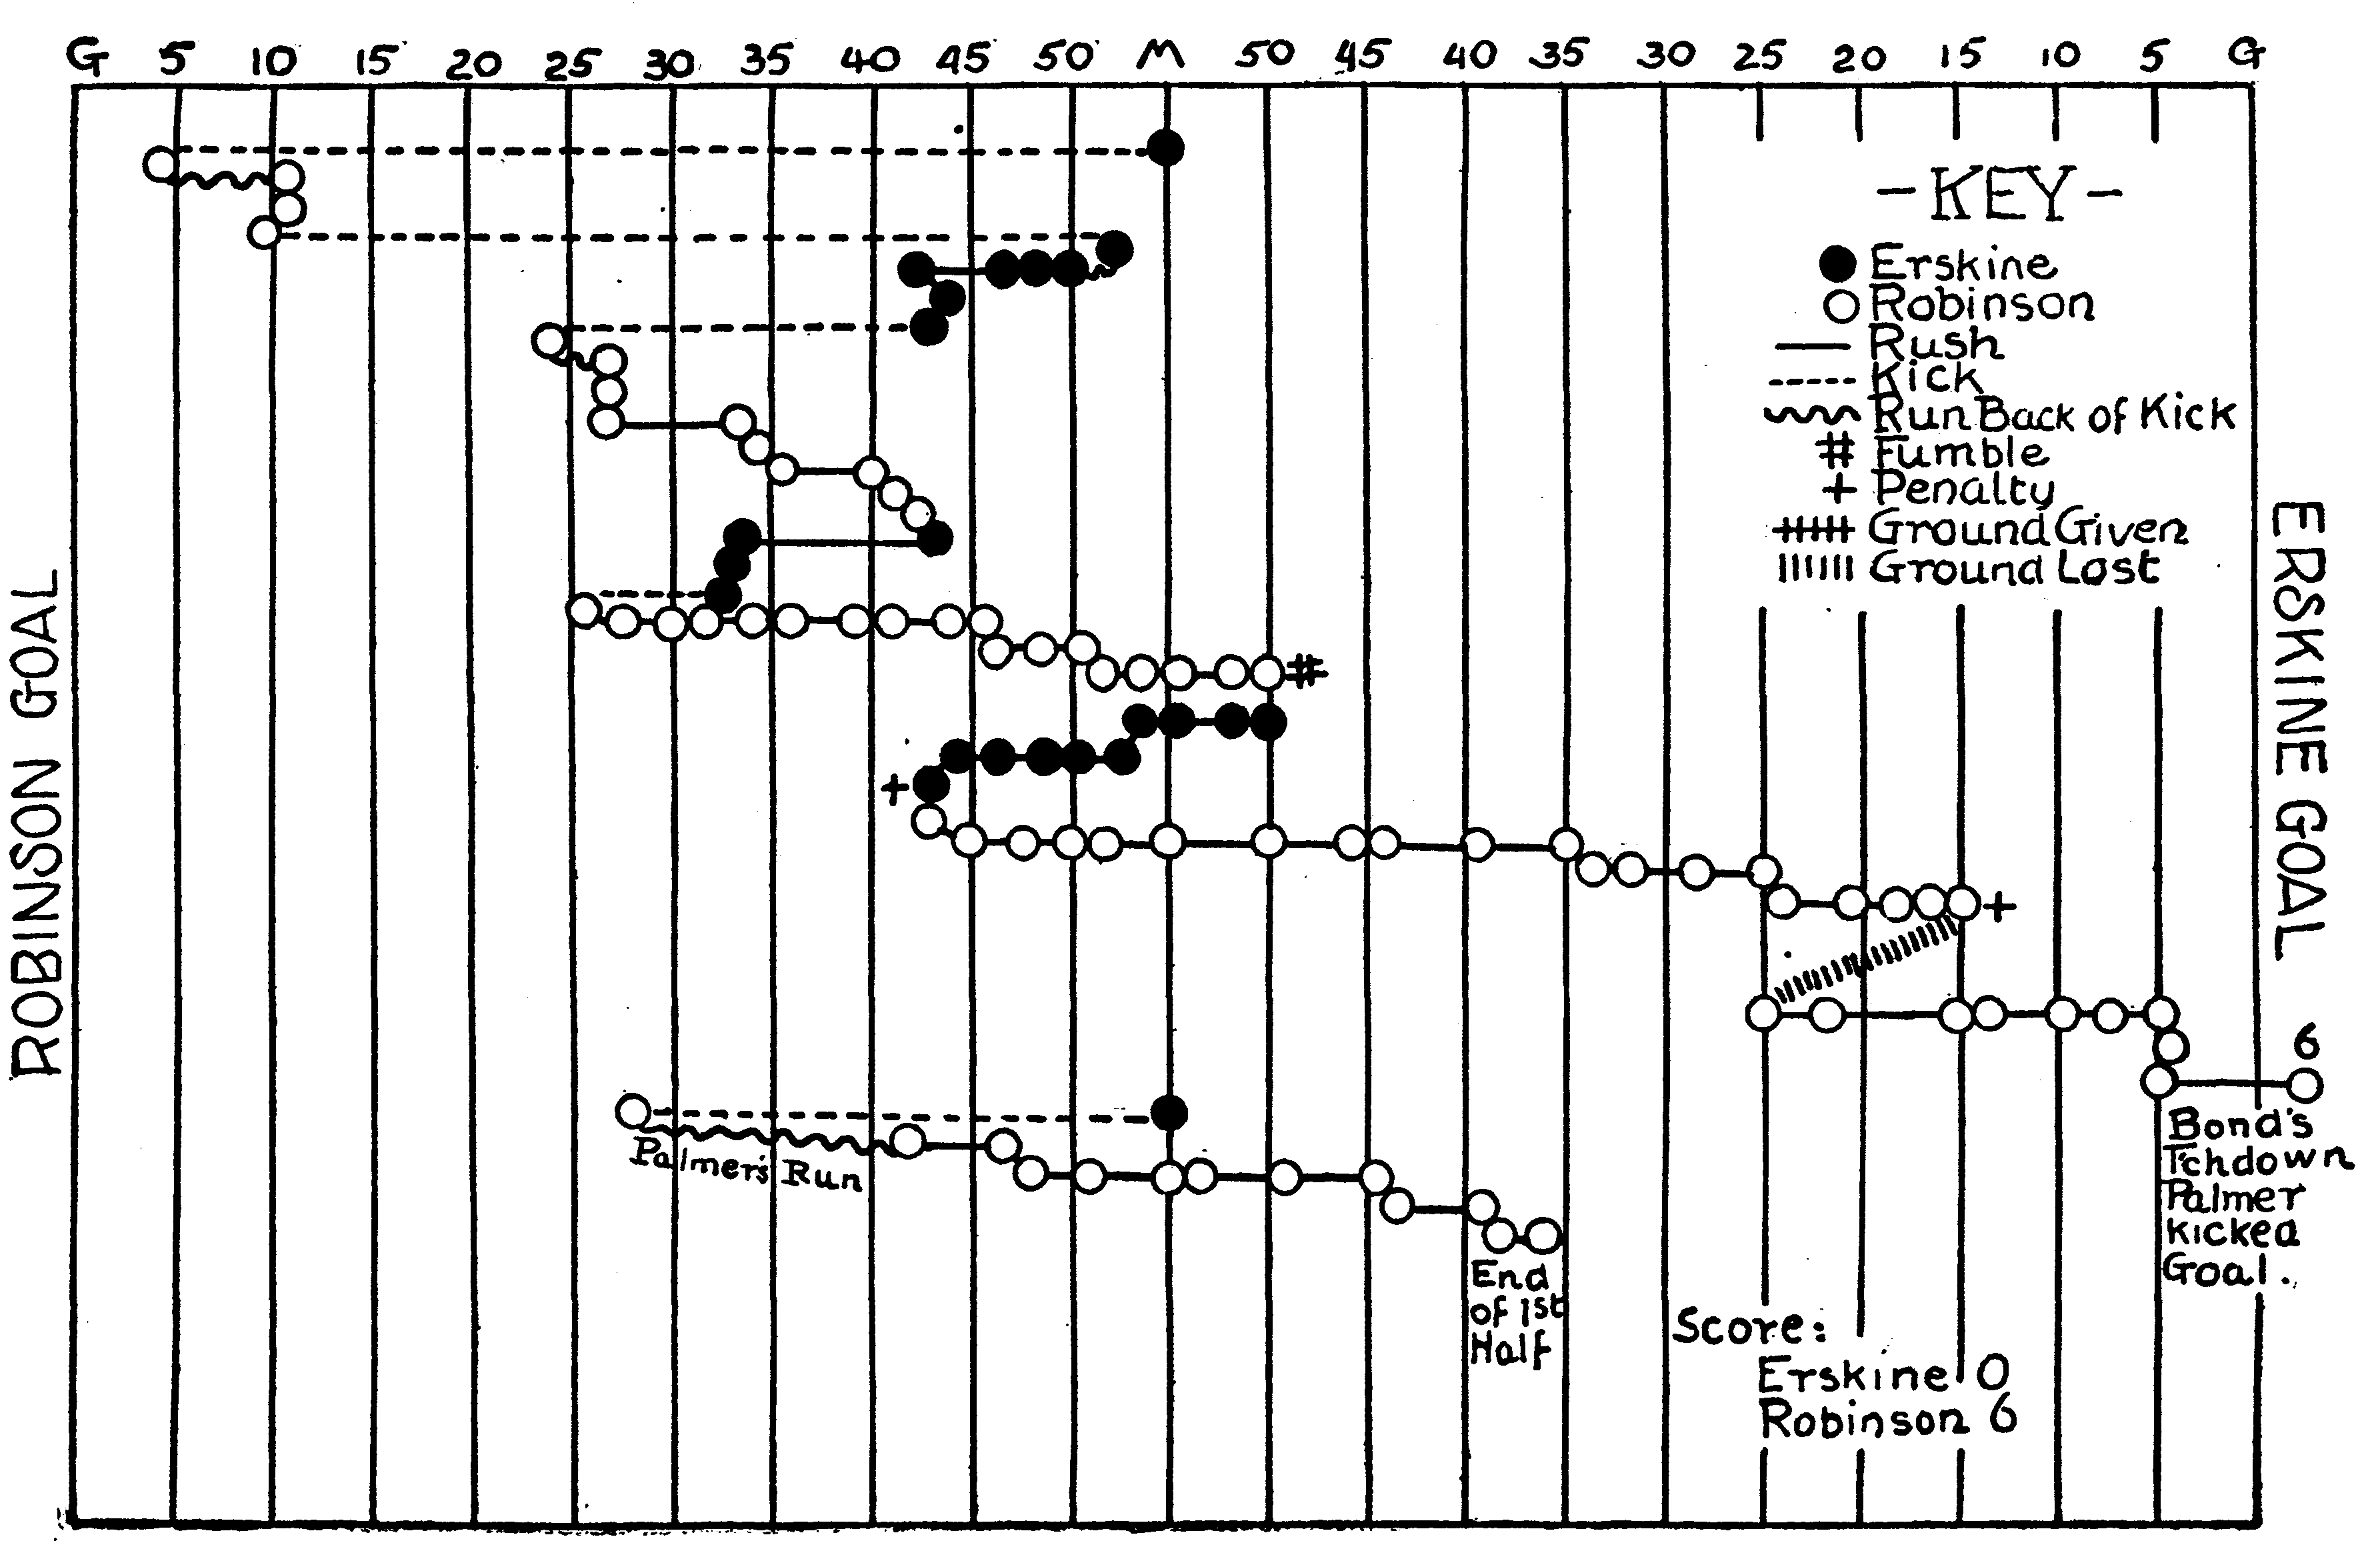 G 5 10 15 20 25 30 35 40 45 50 M 50 45 40 35 30 25 20 15 10 5 G
- KEY -
Erskine
Robinson
Rush
Kick
Run Back of Kick
# Fumble
+ Penalty
Ground Given
Ground Lost
ROBINSON GOAL
ERSKINE GOAL
#
+
+
6
Bond's
Tchdown
Palmer
Kicked
Goal.
Palmer's Run
End
of 1st
Half
Score:
Erskine 0
Robinson 6